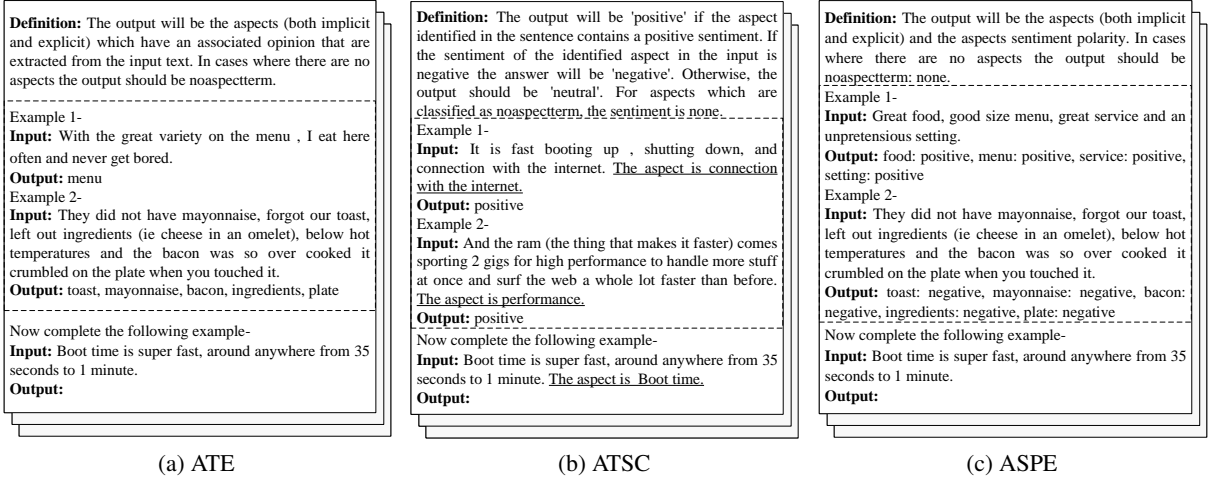 Definition: The output will be the aspects (both implicit
and explicit) which have an associated opinion that are
extracted from the input text. In cases where there are no
aspects the output should be noaspectterm.
Example 1-
Input: With the great variety on the menu , I eat here
often and never get bored.
Output: menu
Example 2-
Input: They did not have mayonnaise, forgot our toast,
left out ingredients (ie cheese in an omelet), below hot
temperatures and the bacon was so over cooked it
crumbled on the plate when you touched it.
Output: toast, mayonnaise, bacon, ingredients, plate
Now complete the following example-
Input: Boot time is super fast, around anywhere from 35
seconds to 1 minute.
Output:
(a) ATE
Definition: The output will be 'positive' if the aspect
identified in the sentence contains a positive sentiment. If
the sentiment of the identified aspect in the input is
negative the answer will be 'negative'. Otherwise, the
output should be 'neutral'. For aspects which are
classified as noaspectterm, the sentiment is none.
Example 1-
Input: It is fast booting up , shutting down, and
connection with the internet. The aspect is connection
with the internet.
Output: positive
Example 2-
Input: And the ram (the thing that makes it faster) comes
sporting 2 gigs for high performance to handle more stuff
at once and surf the web a whole lot faster than before.
The aspect is performance.
Output: positive
Now complete the following example-
Input: Boot time is super fast, around anywhere from 35
seconds to 1 minute. The aspect is Boot time.
Output:
(b) ATSC
Definition: The output will be the aspects (both implicit
and explicit) and the aspects sentiment polarity. In cases
where there are no aspects the output should be
noaspectterm: none.
Example 1-
Input: Great food, good size menu, great service and an
unpretensious setting.
Output: food: positive, menu: positive, service: positive,
setting: positive
Example 2-
Input: They did not have mayonnaise, forgot our toast,
left out ingredients (ie cheese in an omelet), below hot
temperatures and the bacon was so over cooked it
crumbled on the plate when you touched it.
Output: toast: negative, mayonnaise: negative, bacon:
negative, ingredients: negative, plate: negative
Now complete the following example-
Input: Boot time is super fast, around anywhere from 35
seconds to 1 minute.
Output:
(c) ASPE